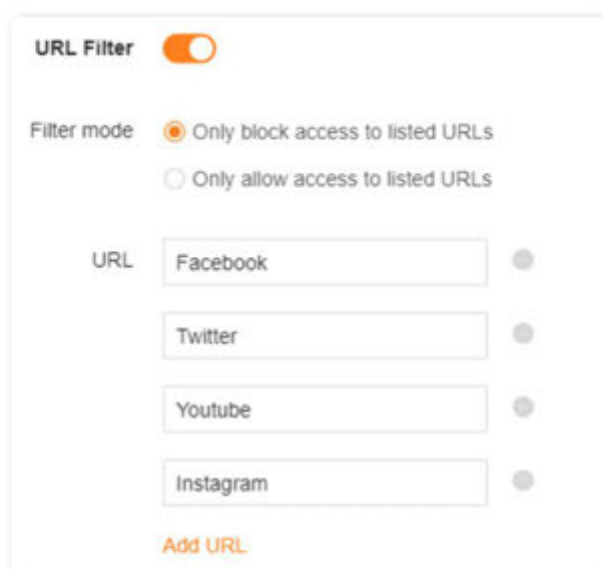 URL Filter
Filter mode
Only block access to listed URLs
Only allow access to listed URLs
URL
Facebook
Twitter
Youtube
Instagram
Add URL